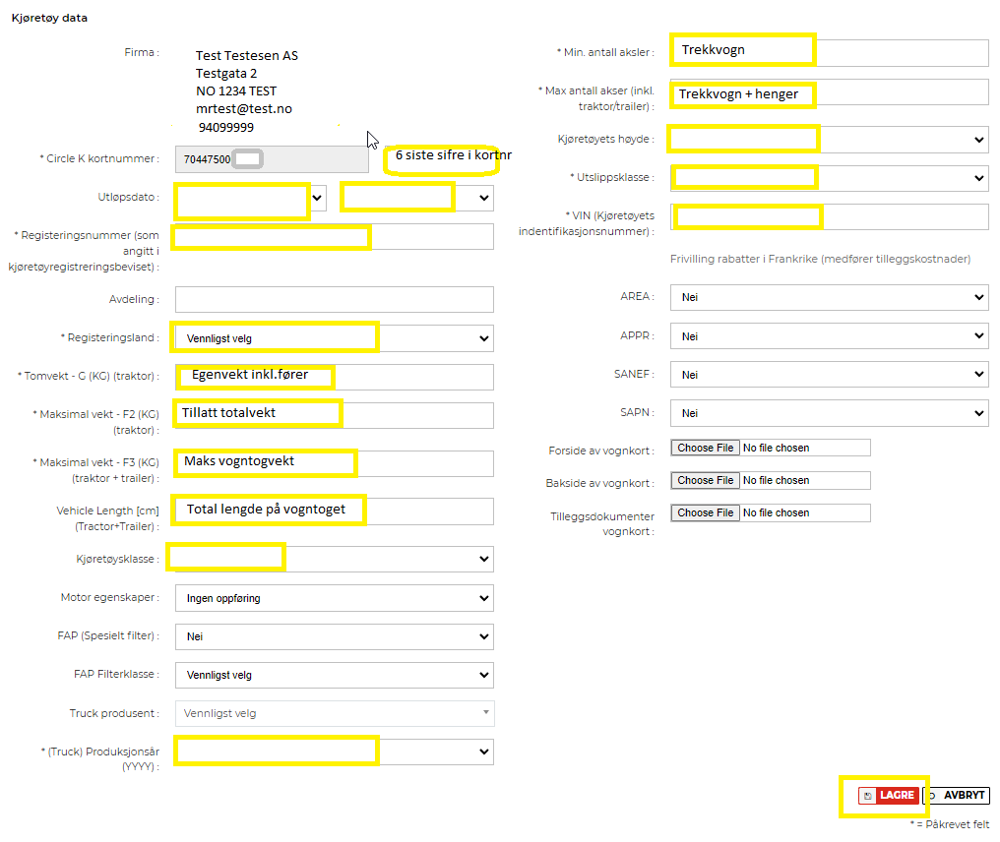 Kjøretøy data
Firma :
Test Testesen AS
Testgata 2
NO 1234 TEST
mrtest@test.no
94099999
* Circle K kortnummer :
70447500
6 siste sifre i kortnr
Utløpsdato :
* Registeringsnummer (som
angitt i
kjøretøyregistreringsbeviset) :
Avdeling :
* Registeringsland :
Vennligst velg
* Tomvekt - G (KG) (traktor) :
Egenvekt inkl.fører
* Maksimal vekt - F2 (KG)
(traktor) :
Tillatt totalvekt
* Maksimal vekt - F3 (KG)
(traktor + trailer) :
Maks vogntogvekt
Vehicle Length [cm]
(Tractor+Trailer) :
Total lengde på vogntoget
Kjøretøysklasse :
Motor egenskaper :
Ingen oppføring
FAP (Spesielt filter) :
Nei
FAP Filterklasse :
Vennligst velg
Truck produsent :
Vennligst velg
* (Truck) Produksjonsår
(YYYY) :
* Min. antall aksler :
Trekkvogn
* Max antall akser (inkl.
traktor/trailer) :
Trekkvogn + henger
Kjøretøyets høyde :
* Utslippsklasse :
* VIN (Kjøretøyets
indentifikasjonsnummer) :
Frivilling rabatter i Frankrike (medfører tilleggskostnader)
AREA :
Nei
APPR :
Nei
SANEF :
Nei
SAPN :
Nei
Forside av vognkort :
Choose File No file chosen
Bakside av vognkort :
Choose File No file chosen
Tilleggsdokumenter
vognkort :
Choose File No file chosen
LAGRE
AVBRYT
* = Påkrevet felt